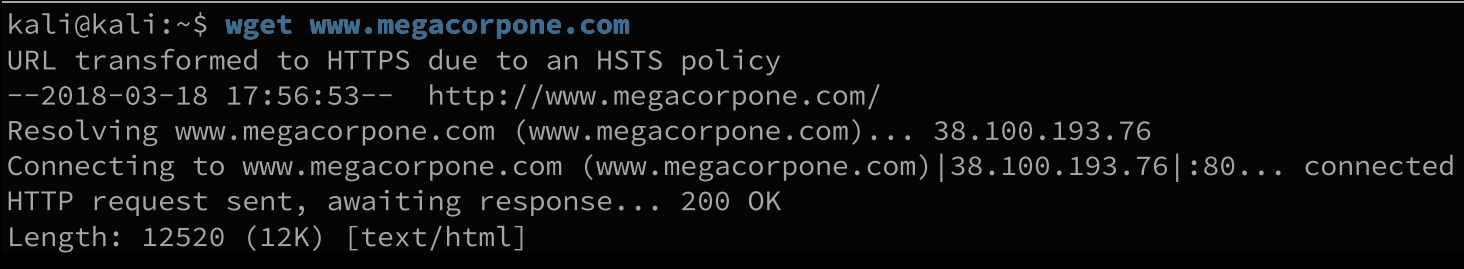 kali@kali:~$ wget www.megacorpone.com
URL transformed to HTTPS due to an HSTS policy
--2018-03-18 17:56:53--  http://www.megacorpone.com/
Resolving www.megacorpone.com (www.megacorpone.com)... 38.100.193.76
Connecting to www.megacorpone.com (www.megacorpone.com)|38.100.193.76|:80... connected
HTTP request sent, awaiting response... 200 OK
Length: 12520 (12K) [text/html]